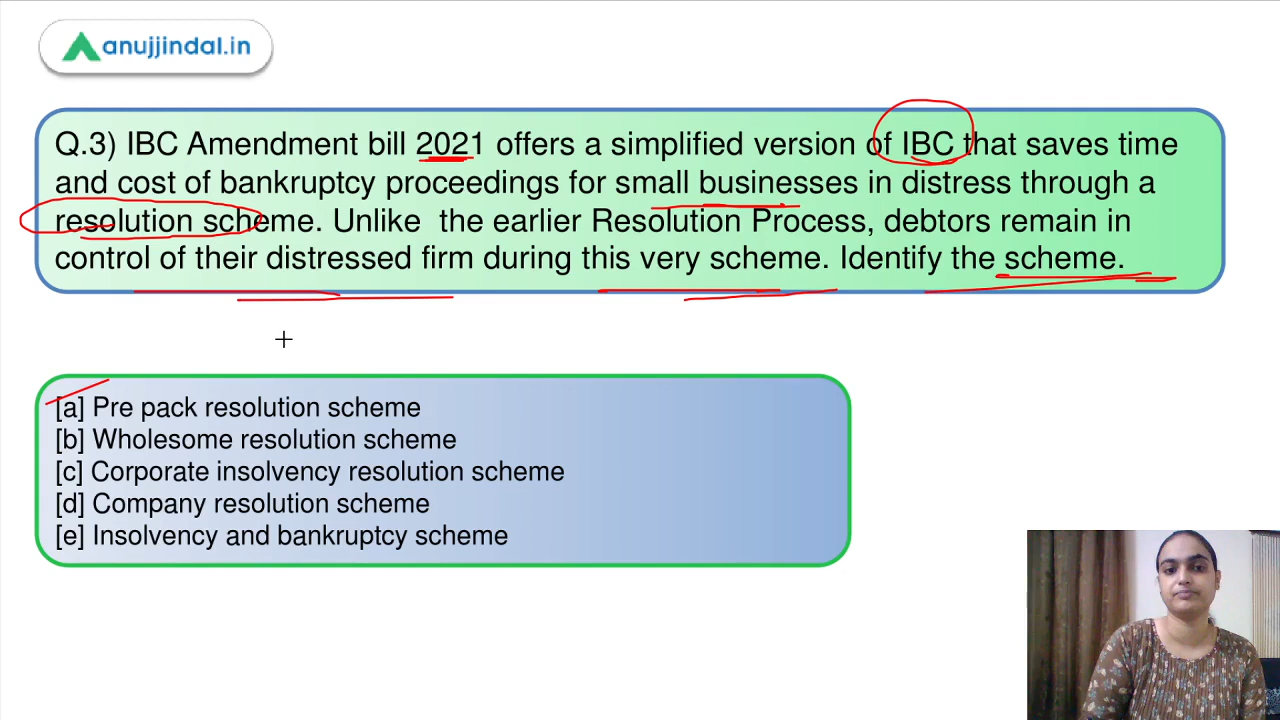 anujjindal.in
Q.3) IBC Amendment bill 2021 offers a simplified version of IBC that saves time
and cost of bankruptcy proceedings for small businesses in distress through a
resolution scheme. Unlike the earlier Resolution Process, debtors remain in
control of their distressed firm during this very scheme. Identify the scheme.
[a] Pre pack resolution scheme
[b] Wholesome resolution scheme
[c] Corporate insolvency resolution scheme
[d] Company resolution scheme
[e] Insolvency and bankruptcy scheme